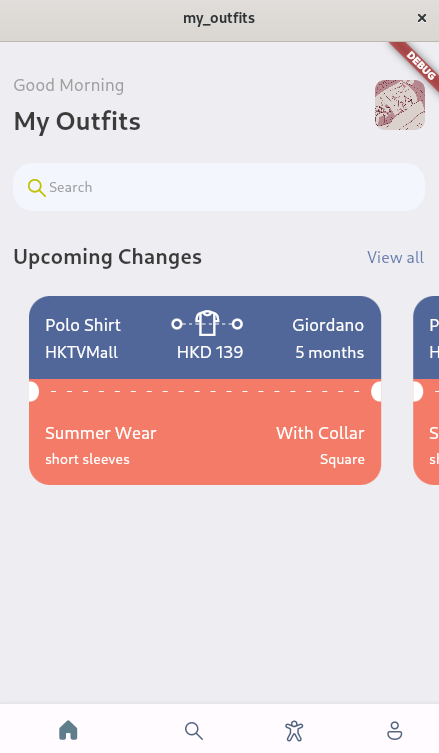 my_outfits
DEBUG
Good Morning
My Outfits
Search
Upcoming Changes
View all
Polo Shirt
Giordano
HKTVMall
HKD 139
5 months
Summer Wear
With Collar
short sleeves
Square
P
H
S
sl